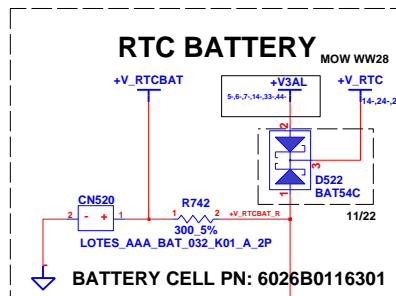 RTC BATTERY
MOW WW28
+V_RTCBAT
+V3AL
+V_RTC
5-,6-,7-,14-,33-,44-
14-,24-,2
2
3
D522
BAT54C
1
11/22
CN520
2 - + 1
R742
1 2 +V_RTCBAT_R
300_5%
LOTES_AAA_BAT_032_K01_A_2P
BATTERY CELL PN: 6026B0116301